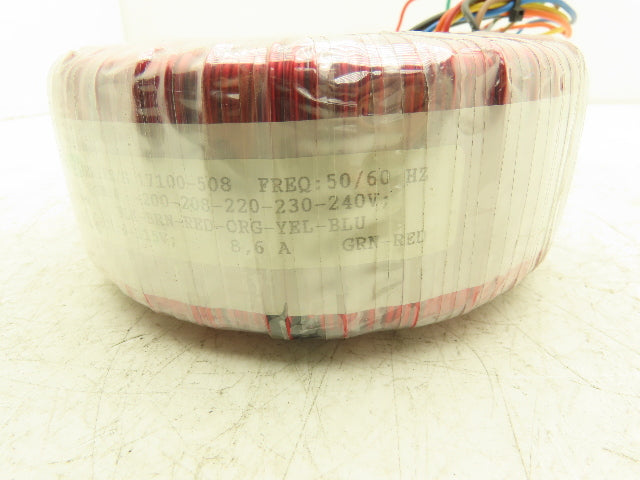 17100-508 FREQ:50/60 HZ
200-208-220-230-240V;
BRN-RED-ORG-YEL-BLU
8,6 A GRN-RED